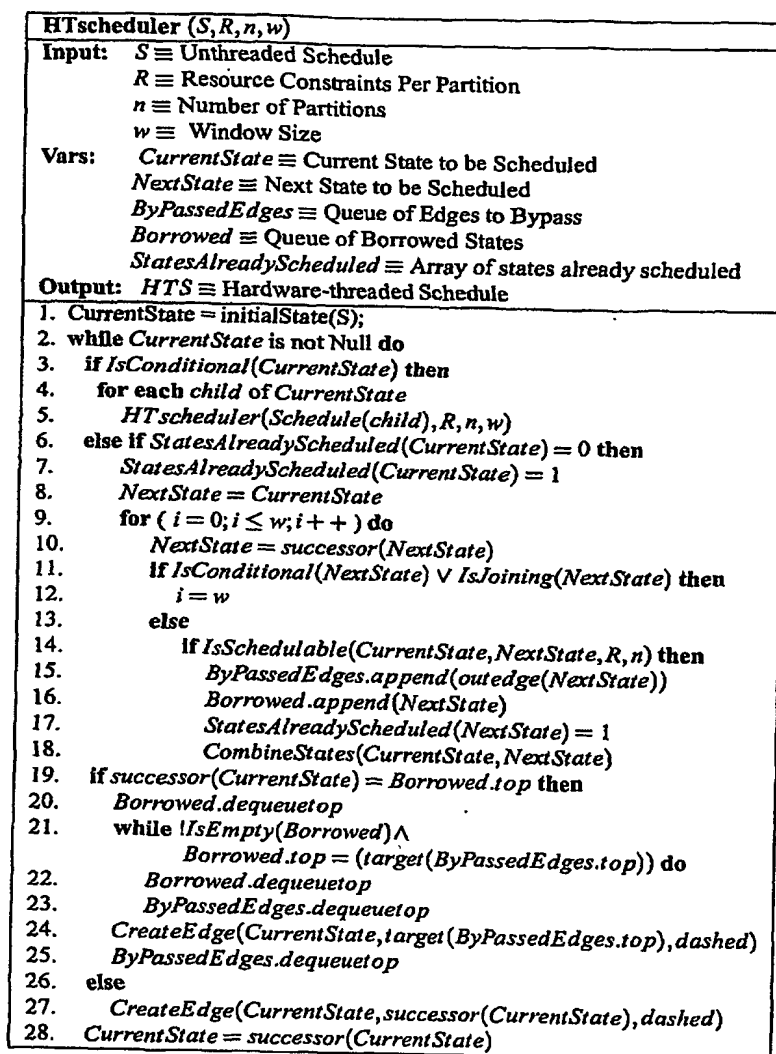 HTscheduler (S,R,n,w)
Input: S ≡ Unthreaded Schedule
R ≡ Resource Constraints Per Partition
n ≡ Number of Partitions
w ≡ Window Size
Vars: CurrentState ≡ Current State to be Scheduled
NextState ≡ Next State to be Scheduled
ByPassedEdges ≡ Queue of Edges to Bypass
Borrowed ≡ Queue of Borrowed States
StatesAlreadyScheduled ≡ Array of states already scheduled
Output: HTS ≡ Hardware-threaded Schedule
1. CurrentState = initialState(S);
2. while CurrentState is not Null do
3. if IsConditional(CurrentState) then
4. for each child of CurrentState
5. HTscheduler(Schedule(child),R,n,w)
6. else if StatesAlreadyScheduled(CurrentState) = 0 then
7. StatesAlreadyScheduled(CurrentState) = 1
8. NextState = CurrentState
9. for ( i = 0; i ≤ w; i + + ) do
10. NextState = successor(NextState)
11. if IsConditional(NextState) ∨ IsJoining(NextState) then
12. i = w
13. else
14. if IsSchedulable(CurrentState,NextState,R,n) then
15. ByPassedEdges.append(outedge(NextState))
16. Borrowed.append(NextState)
17. StatesAlreadyScheduled(NextState) = 1
18. CombineStates(CurrentState,NextState)
19. if successor(CurrentState) = Borrowed.top then
20. Borrowed.dequeuetop
21. while !IsEmpty(Borrowed)∧
Borrowed.top = (target(ByPassedEdges.top)) do
22. Borrowed.dequeuetop
23. ByPassedEdges.dequeuetop
24. CreateEdge(CurrentState,target(ByPassedEdges.top),dashed)
25. ByPassedEdges.dequeuetop
26. else
27. CreateEdge(CurrentState,successor(CurrentState),dashed)
28. CurrentState = successor(CurrentState)